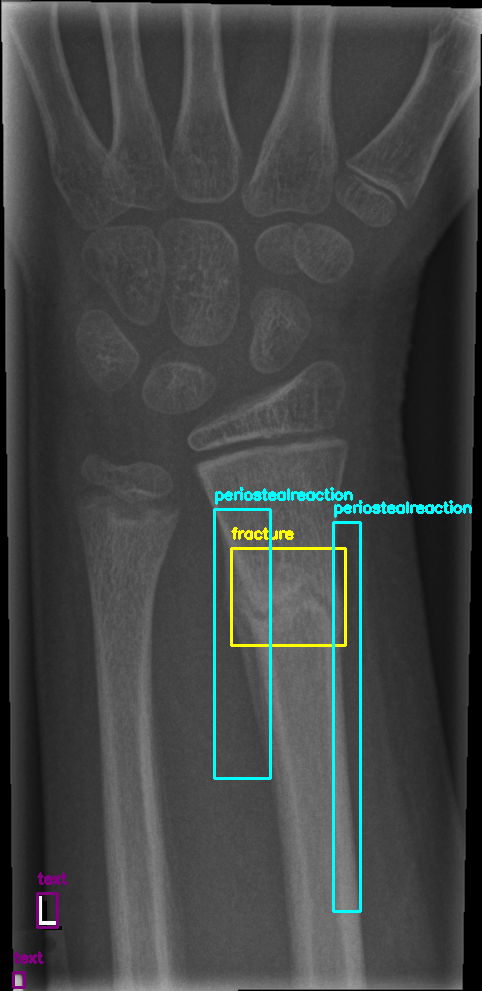 periostealreaction
periostealreaction
fracture
text
L
text